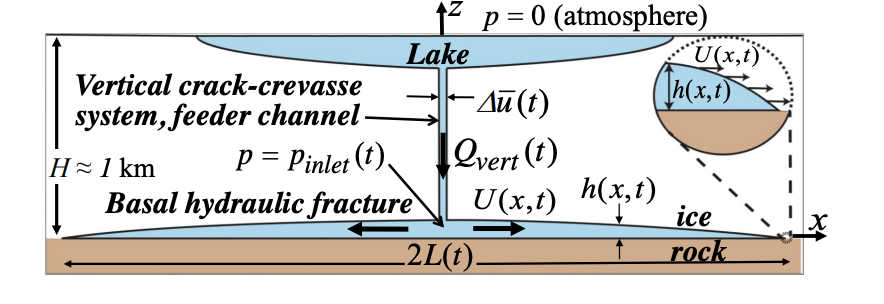 z
p = 0 (atmosphere)
Lake
U(x,t)
h(x,t)
Vertical crack-crevasse
system, feeder channel
Δu̅(t)
H ≈ 1 km
p = p_inlet (t)
Q_vert (t)
Basal hydraulic fracture
U(x,t)
h(x,t)
ice
x
2L(t)
rock